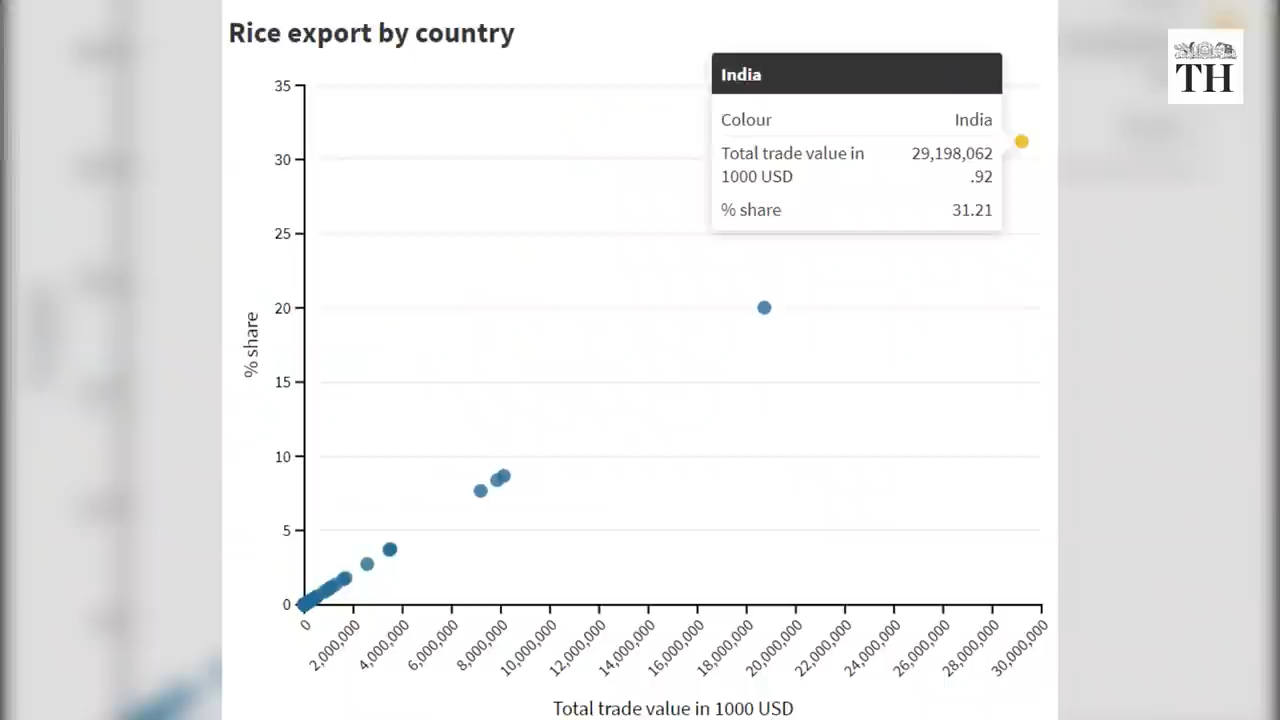 Rice export by country
TH
India
Colour India
Total trade value in 29,198,062
1000 USD .92
% share 31.21
% share
35
30
25
20
15
10
5
0
0 2,000,000 4,000,000 6,000,000 8,000,000 10,000,000 12,000,000 14,000,000 16,000,000 18,000,000 20,000,000 22,000,000 24,000,000 26,000,000 28,000,000 30,000,000
Total trade value in 1000 USD